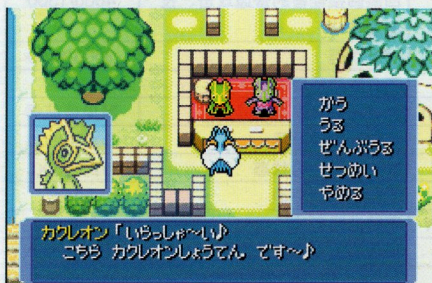 かう
うる
ぜんぶうる
せつめい
やめる
カクレオン「いらっしゃ～い♪
こちら カクレオンしょうてん です～♪